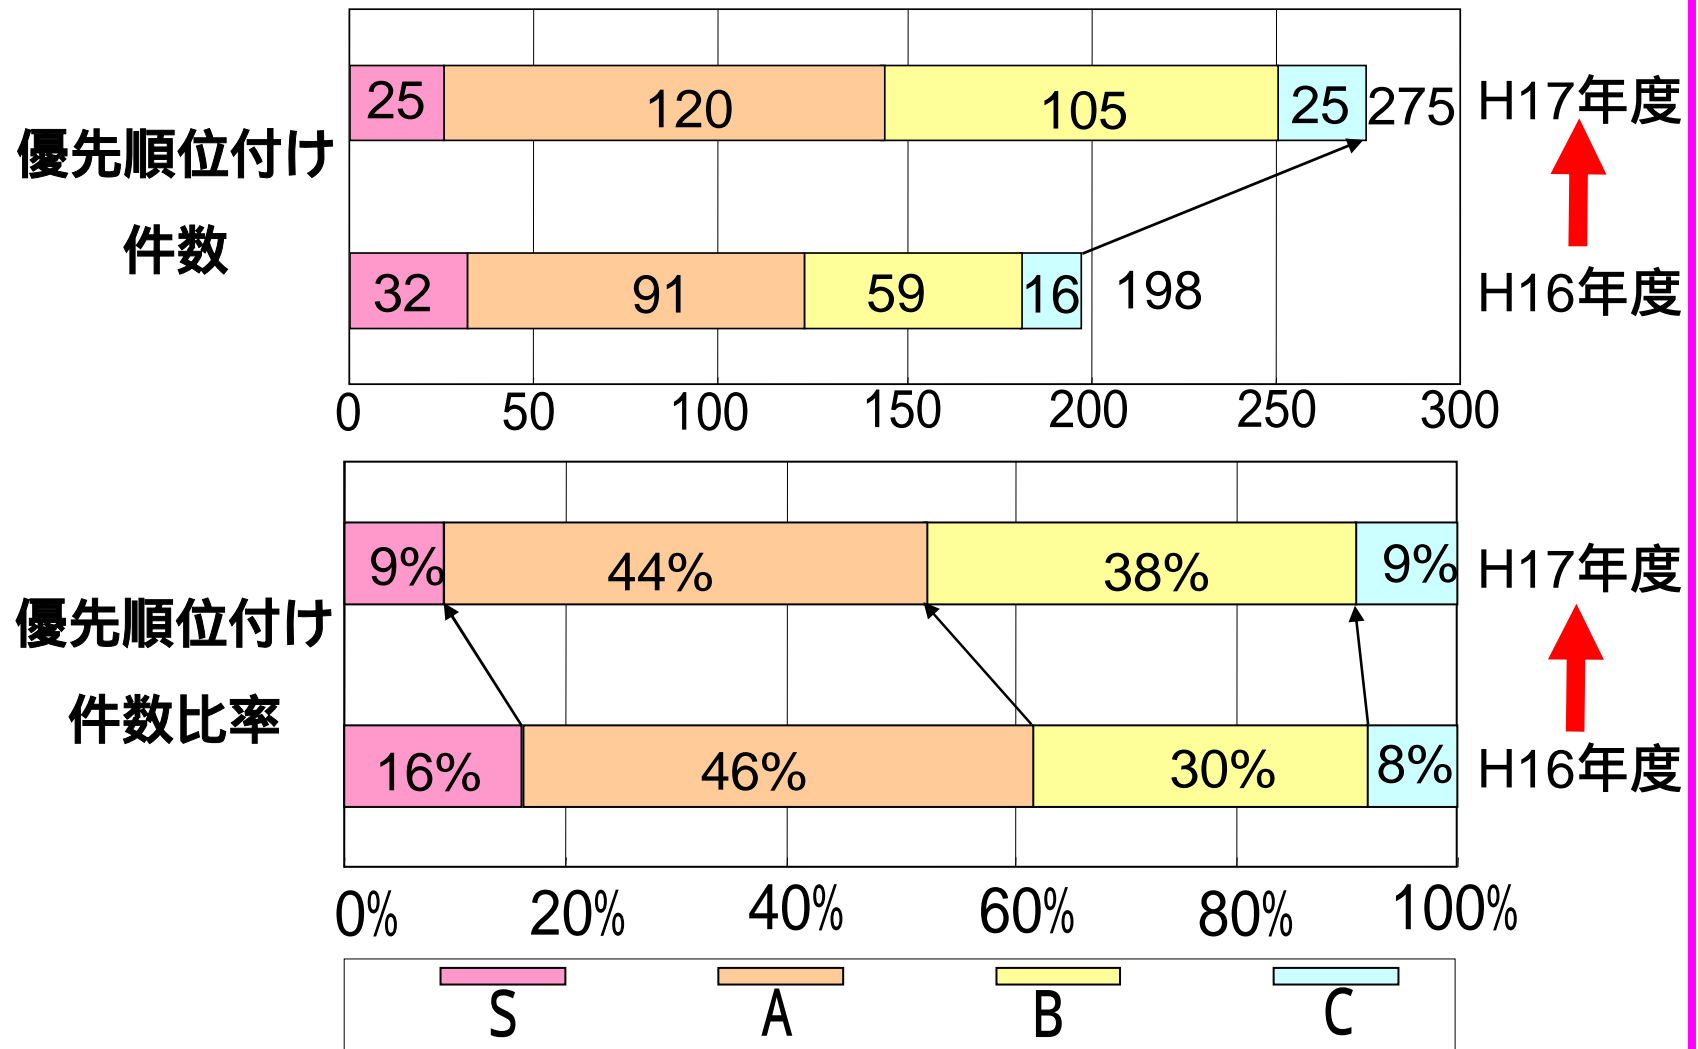 25 120 105 25 275 H17年度
優先順位付け
件数
32 91 59 16 198 H16年度
0 50 100 150 200 250 300
9% 44% 38% 9% H17年度
優先順位付け
件数比率
16% 46% 30% 8% H16年度
0% 20% 40% 60% 80% 100%
S A B C